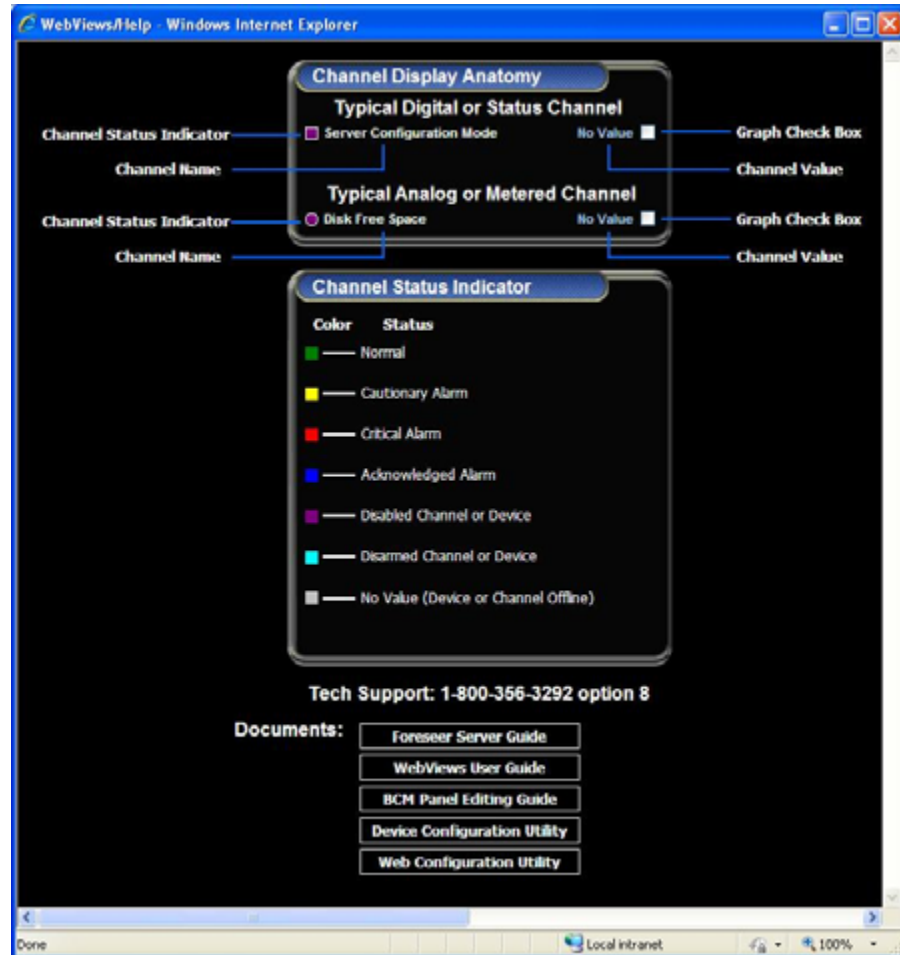 WebViews/Help - Windows Internet Explorer
Channel Display Anatomy
Typical Digital or Status Channel
Channel Status Indicator Server Configuration Mode No Value Graph Check Box
Channel Name Channel Value
Typical Analog or Metered Channel
Channel Status Indicator Disk Free Space No Value Graph Check Box
Channel Name Channel Value
Channel Status Indicator
Color Status
Normal
Cautionary Alarm
Critical Alarm
Acknowledged Alarm
Disabled Channel or Device
Disarmed Channel or Device
No Value (Device or Channel Offline)
Tech Support: 1-800-356-3292 option 8
Documents:
Foreseer Server Guide
WebViews User Guide
BCM Panel Editing Guide
Device Configuration Utility
Web Configuration Utility
Done Local intranet 100%